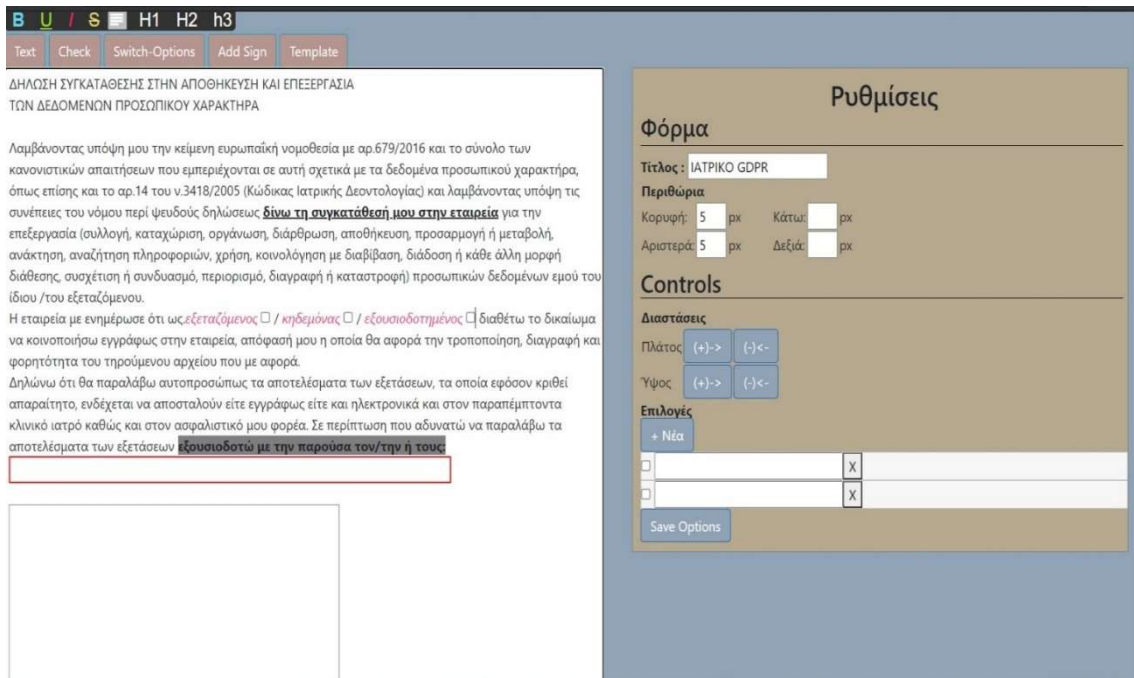 B U I S H1 H2 h3
Text Check Switch-Options Add Sign Template
ΔΗΛΩΣΗ ΣΥΓΚΑΤΑΘΕΣΗΣ ΣΤΗΝ ΑΠΟΘΗΚΕΥΣΗ ΚΑΙ ΕΠΕΞΕΡΓΑΣΙΑ
ΤΩΝ ΔΕΔΟΜΕΝΩΝ ΠΡΟΣΩΠΙΚΟΥ ΧΑΡΑΚΤΗΡΑ
Λαμβάνοντας υπόψη μου την κείμενη ευρωπαϊκή νομοθεσία με αρ.679/2016 και το σύνολο των
κανονιστικών απαιτήσεων που εμπεριέχονται σε αυτή σχετικά με τα δεδομένα προσωπικού χαρακτήρα,
όπως επίσης και το αρ.14 του ν.3418/2005 (Κώδικας Ιατρικής Δεοντολογίας) και λαμβάνοντας υπόψη τις
συνέπειες του νόμου περί ψευδούς δηλώσεως δίνω τη συγκατάθεσή μου στην εταιρεία για την
επεξεργασία (συλλογή, καταχώριση, οργάνωση, διάρθρωση, αποθήκευση, προσαρμογή ή μεταβολή,
ανάκτηση, αναζήτηση πληροφοριών, χρήση, κοινολόγηση με διαβίβαση, διάδοση ή κάθε άλλη μορφή
διάθεσης, συσχέτιση ή συνδυασμό, περιορισμό, διαγραφή ή καταστροφή) προσωπικών δεδομένων εμού του
ίδιου /του εξεταζόμενου.
Η εταιρεία με ενημέρωσε ότι ως,εξεταζόμενος / κηδεμόνας / εξουσιοδοτημένος διαθέτω το δικαίωμα
να κοινοποιήσω εγγράφως στην εταιρεία, απόφασή μου η οποία θα αφορά την τροποποίηση, διαγραφή και
φορητότητα του τηρούμενου αρχείου που με αφορά.
Δηλώνω ότι θα παραλάβω αυτοπροσώπως τα αποτελέσματα των εξετάσεων, τα οποία εφόσον κριθεί
απαραίτητο, ενδέχεται να αποσταλούν είτε εγγράφως είτε και ηλεκτρονικά και στον παραπέμπτοντα
κλινικό ιατρό καθώς και στον ασφαλιστικό μου φορέα. Σε περίπτωση που αδυνατώ να παραλάβω τα
αποτελέσματα των εξετάσεων εξουσιοδοτώ με την παρούσα τον/την ή τους:
Ρυθμίσεις
Φόρμα
Τίτλος : ΙΑΤΡΙΚΟ GDPR
Περιθώρια
Κορυφή: 5 px Κάτω: px
Αριστερά: 5 px Δεξιά: px
Controls
Διαστάσεις
Πλάτος (+)-> (-)<-
Ύψος (+)-> (-)<-
Επιλογές
+ Νέα
X
X
Save Options